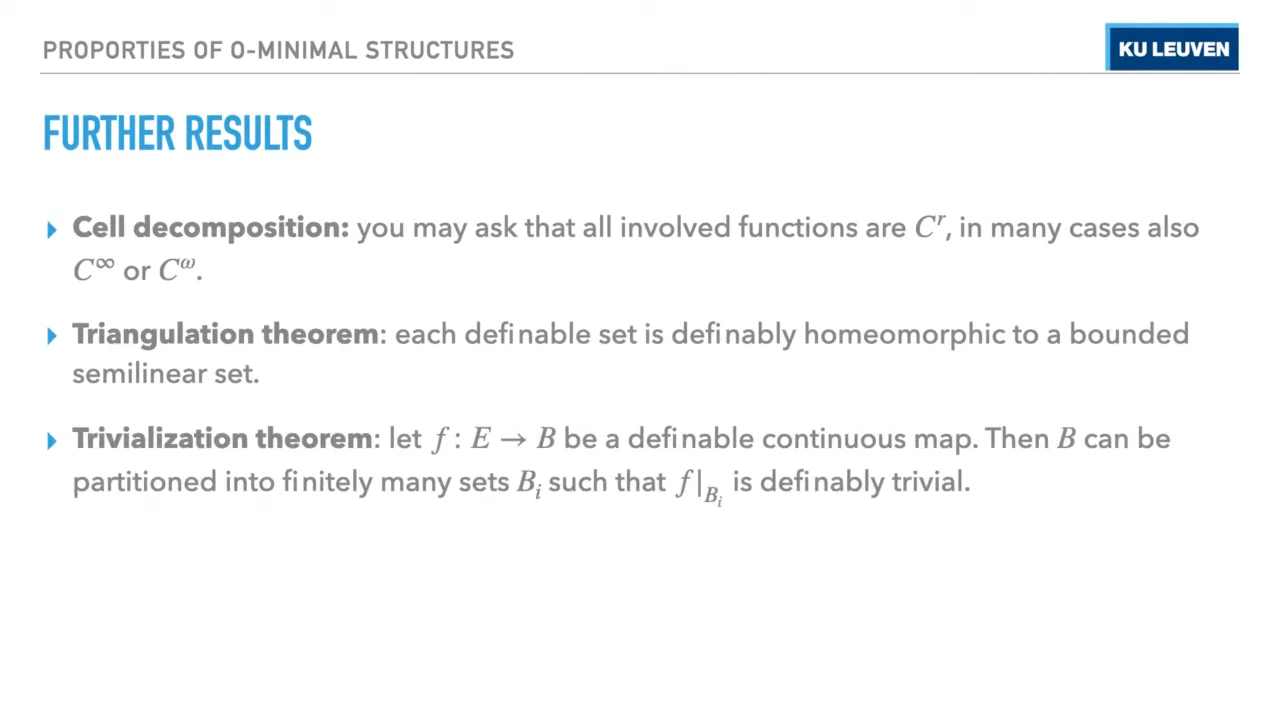 PROPORTIES OF O-MINIMAL STRUCTURES
KU LEUVEN
FURTHER RESULTS
▸ Cell decomposition: you may ask that all involved functions are $C^r$, in many cases also
$C^\infty$ or $C^\omega$.
▸ Triangulation theorem: each definable set is definably homeomorphic to a bounded
semilinear set.
▸ Trivialization theorem: let $f : E \to B$ be a definable continuous map. Then $B$ can be
partitioned into finitely many sets $B_i$ such that $f|_{B_i}$ is definably trivial.